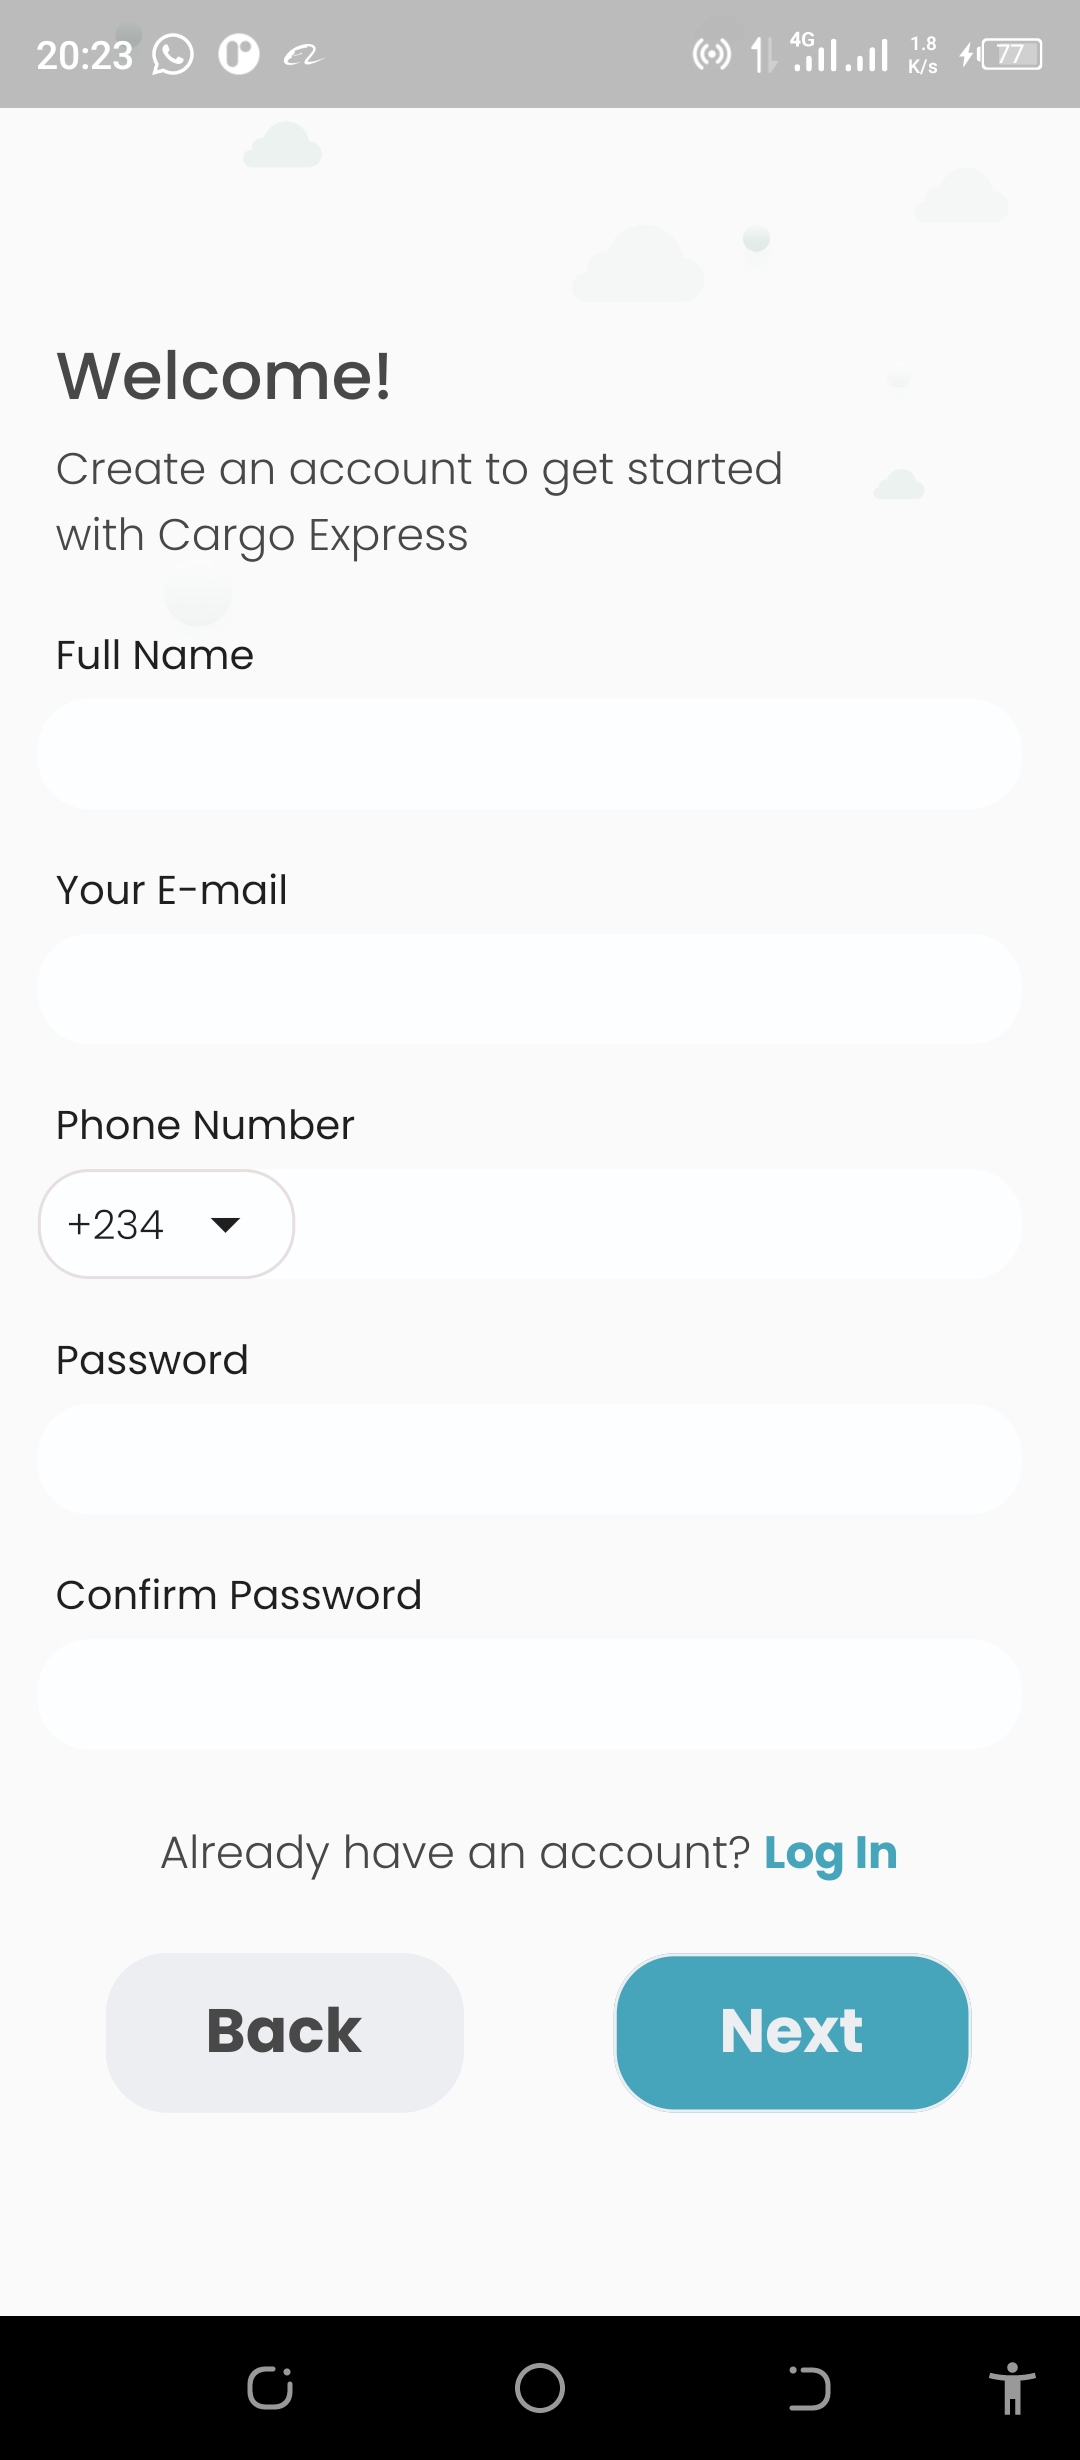 20:23 4G 1.8 K/s 77
Welcome!
Create an account to get started
with Cargo Express
Full Name
Your E-mail
Phone Number
+234
Password
Confirm Password
Already have an account? Log In
Back Next